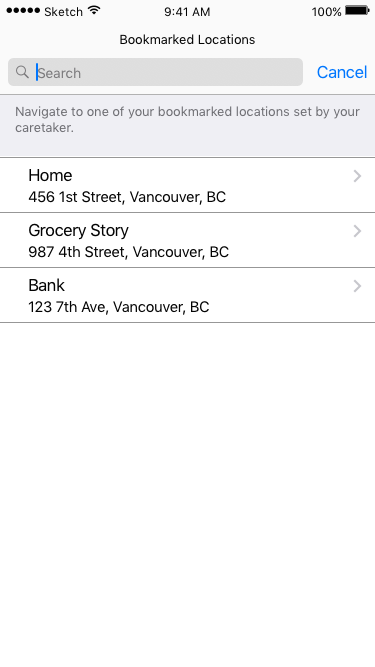 Sketch 9:41 AM 100%
Bookmarked Locations
Search Cancel
Navigate to one of your bookmarked locations set by your
caretaker.
Home
456 1st Street, Vancouver, BC
Grocery Story
987 4th Street, Vancouver, BC
Bank
123 7th Ave, Vancouver, BC